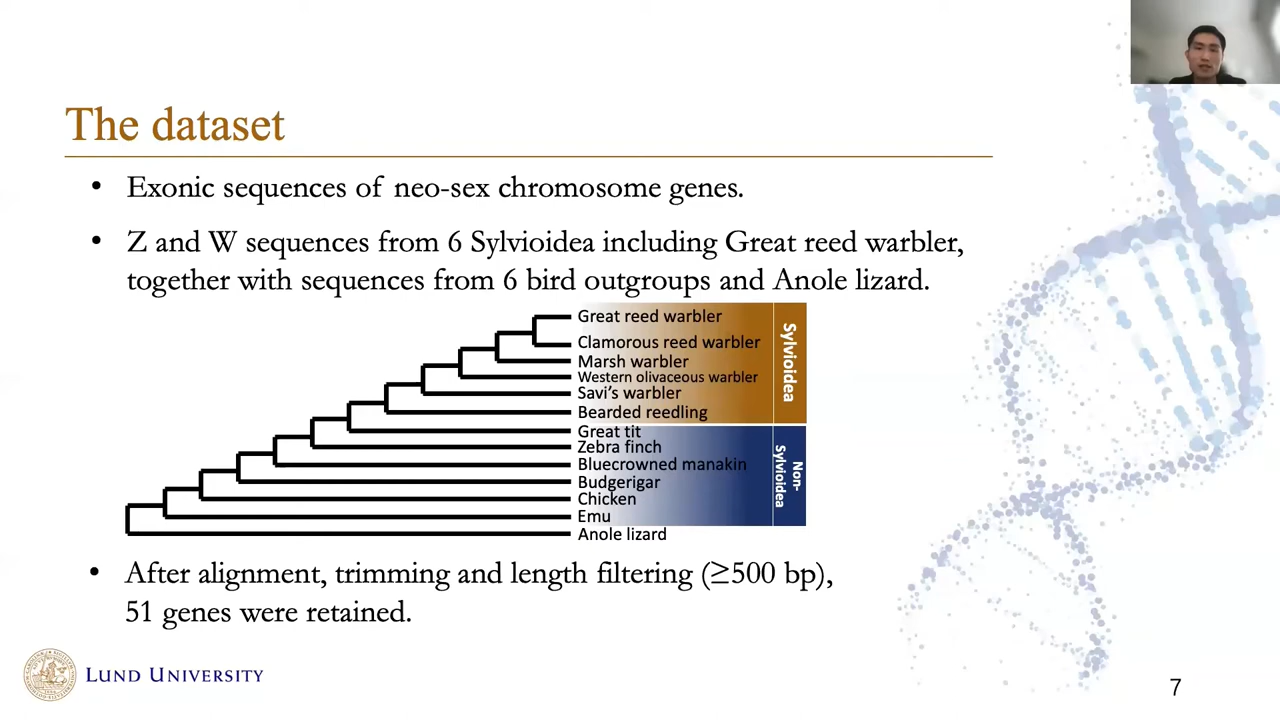 The dataset
• Exonic sequences of neo-sex chromosome genes.
• Z and W sequences from 6 Sylvioidea including Great reed warbler,
together with sequences from 6 bird outgroups and Anole lizard.
Great reed warbler
Clamorous reed warbler
Marsh warbler
Western olivaceous warbler
Savi's warbler
Bearded reedling
Sylvioidea
Great tit
Zebra finch
Bluecrowned manakin
Budgerigar
Chicken
Emu
Non-
Sylvioidea
Anole lizard
• After alignment, trimming and length filtering (≥500 bp),
51 genes were retained.
LUND UNIVERSITY
7